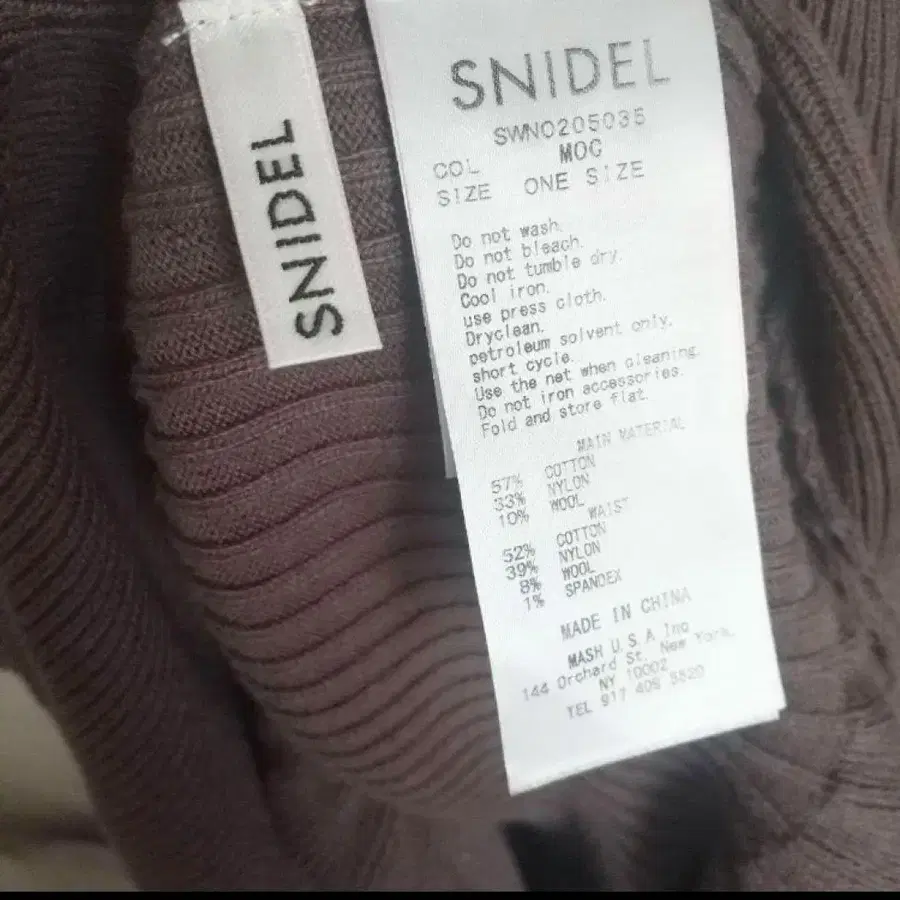 SNIDEL
SNIDEL
SWNO205035
COL MOC
SIZE ONE SIZE
Do not wash.
Do not bleach.
Do not tumble dry.
Cool iron.
use press cloth.
Dryclean.
petroleum solvent only.
short cycle.
Use the net when cleaning.
Do not iron accessories.
Fold and store flat.
MAIN MATERIAL
57% COTTON
33% NYLON
10% WOOL
WAIST
52% COTTON
39% NYLON
8% WOOL
1% SPANDEX
MADE IN CHINA
MASH U.S.A Inc
144 Orchard St. New York,
NY 10002
TEL 917 408